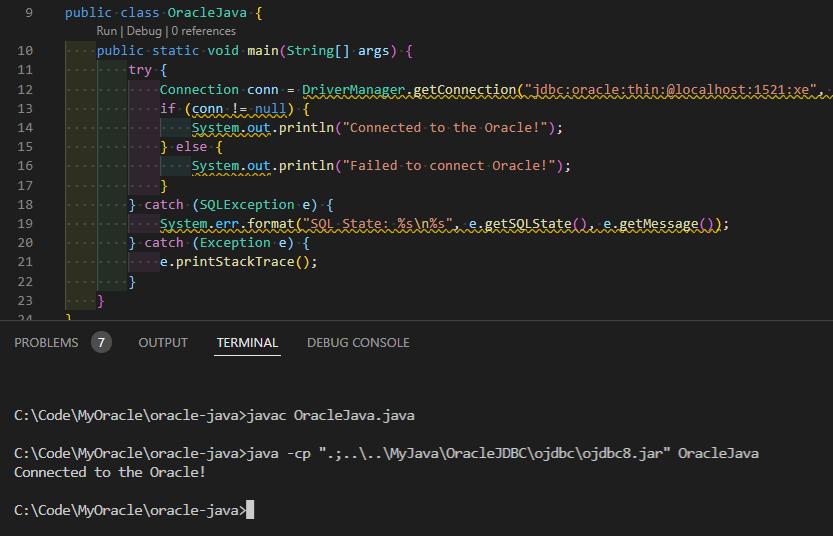 9 public class OracleJava {
Run | Debug | 0 references
10 public static void main(String[] args) {
11 try {
12 Connection conn = DriverManager.getConnection("jdbc:oracle:thin:@localhost:1521:xe",
13 if (conn != null) {
14 System.out.println("Connected to the Oracle!");
15 } else {
16 System.out.println("Failed to connect Oracle!");
17 }
18 } catch (SQLException e) {
19 System.err.format("SQL State: %s\n%s", e.getSQLState(), e.getMessage());
20 } catch (Exception e) {
21 e.printStackTrace();
22 }
23 }
24 }
PROBLEMS 7 OUTPUT TERMINAL DEBUG CONSOLE
C:\Code\MyOracle\oracle-java>javac OracleJava.java
C:\Code\MyOracle\oracle-java>java -cp ".;..\..\MyJava\OracleJDBC\ojdbc\ojdbc8.jar" OracleJava
Connected to the Oracle!
C:\Code\MyOracle\oracle-java>